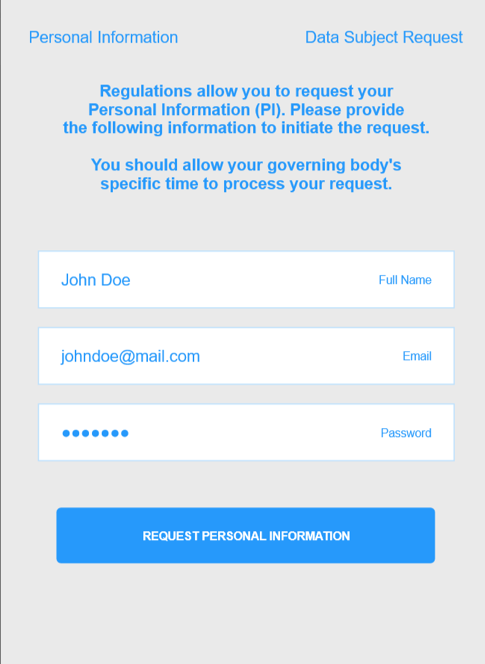 Personal Information
Data Subject Request
Regulations allow you to request your
Personal Information (PI). Please provide
the following information to initiate the request.
You should allow your governing body's
specific time to process your request.
John Doe
Full Name
johndoe@mail.com
Email
●●●●●●●
Password
REQUEST PERSONAL INFORMATION